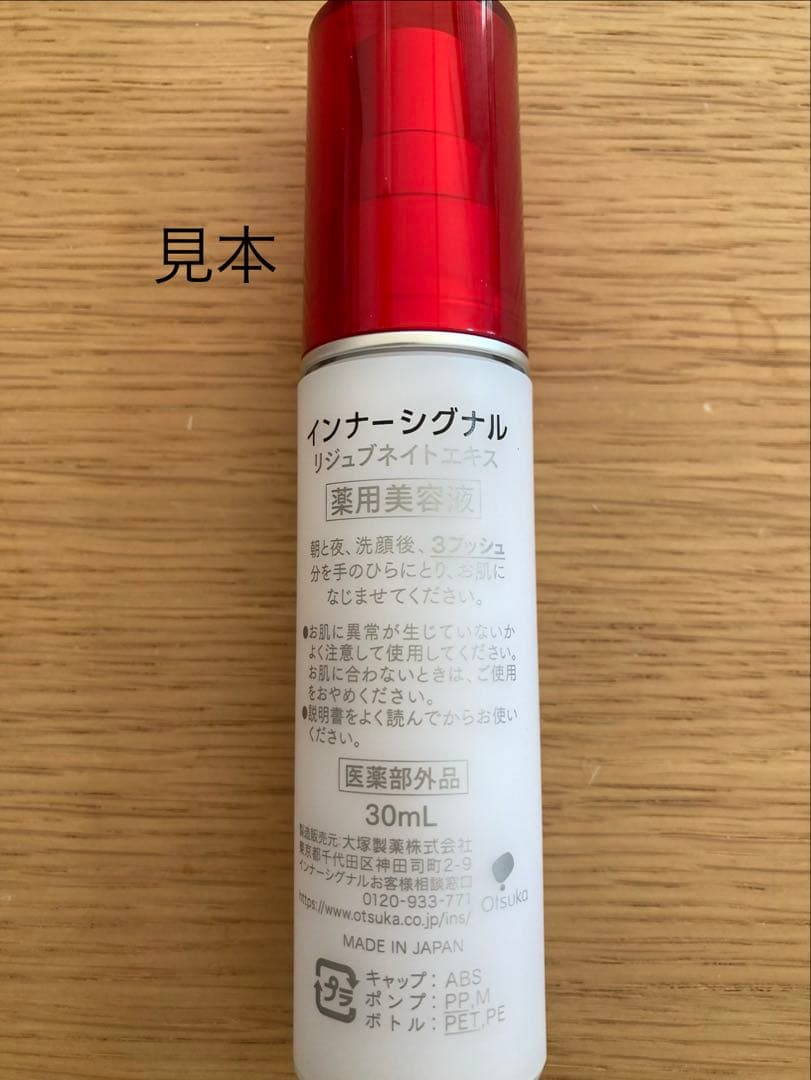 見本
インナーシグナル
リジュブネイトエキス
薬用美容液
朝と夜、洗顔後、3プッシュ
分を手のひらにとり、お肌に
なじませてください。
●お肌に異常が生じていないか
よく注意して使用してください。
お肌に合わないときは、ご使用
をおやめください。
●説明書をよく読んでからお使い
ください。
医薬部外品
30mL
製造販売元:大塚製薬株式会社
東京都千代田区神田司町2-9
インナーシグナルお客様相談窓口
0120-933-771
https://www.otsuka.co.jp/ins/
Otsuka
MADE IN JAPAN
プラ
キャップ:ABS
ポンプ:PP,M
ボトル:PET,PE